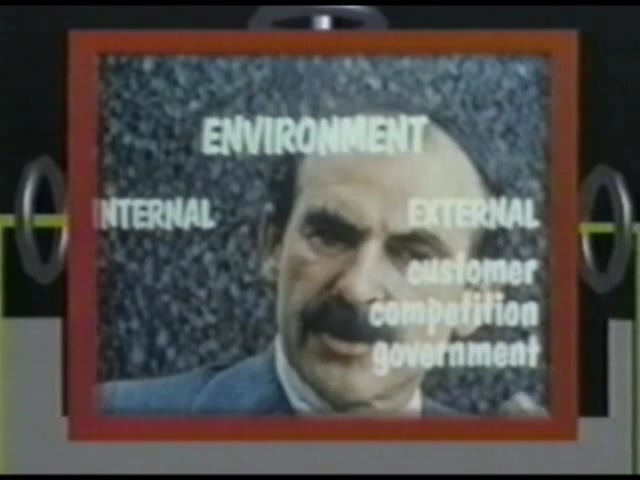 ENVIRONMENT
INTERNAL EXTERNAL
customer
competition
government